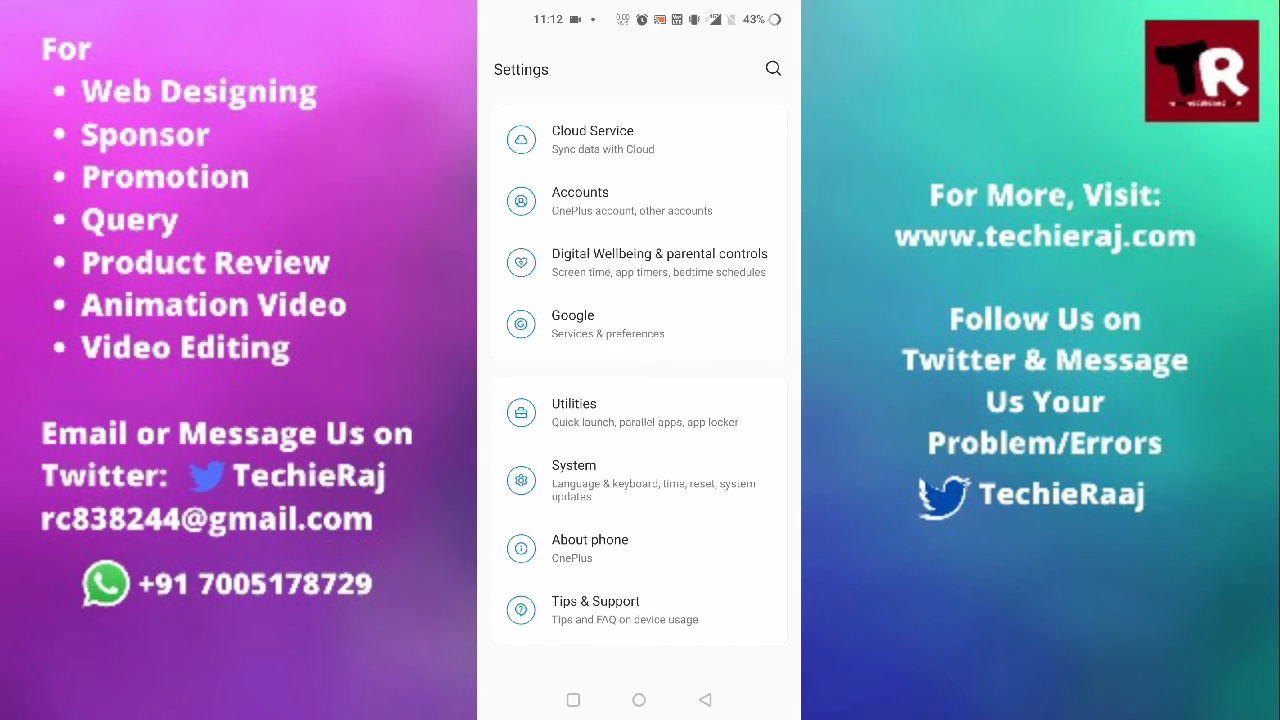 For
• Web Designing
• Sponsor
• Promotion
• Query
• Product Review
• Animation Video
• Video Editing
Email or Message Us on
Twitter: TechieRaj
rc838244@gmail.com
+91 7005178729
11:12
43%
Settings
Cloud Service
Sync data with Cloud
Accounts
OnePlus account, other accounts
Digital Wellbeing & parental controls
Screen time, app timers, bedtime schedules
Google
Services & preferences
Utilities
Quick launch, parallel apps, app locker
System
Language & keyboard, time, reset, system
updates
About phone
OnePlus
Tips & Support
Tips and FAQ on device usage
TR
For More, Visit:
www.techieraj.com
Follow Us on
Twitter & Message
Us Your
Problem/Errors
TechieRaaj